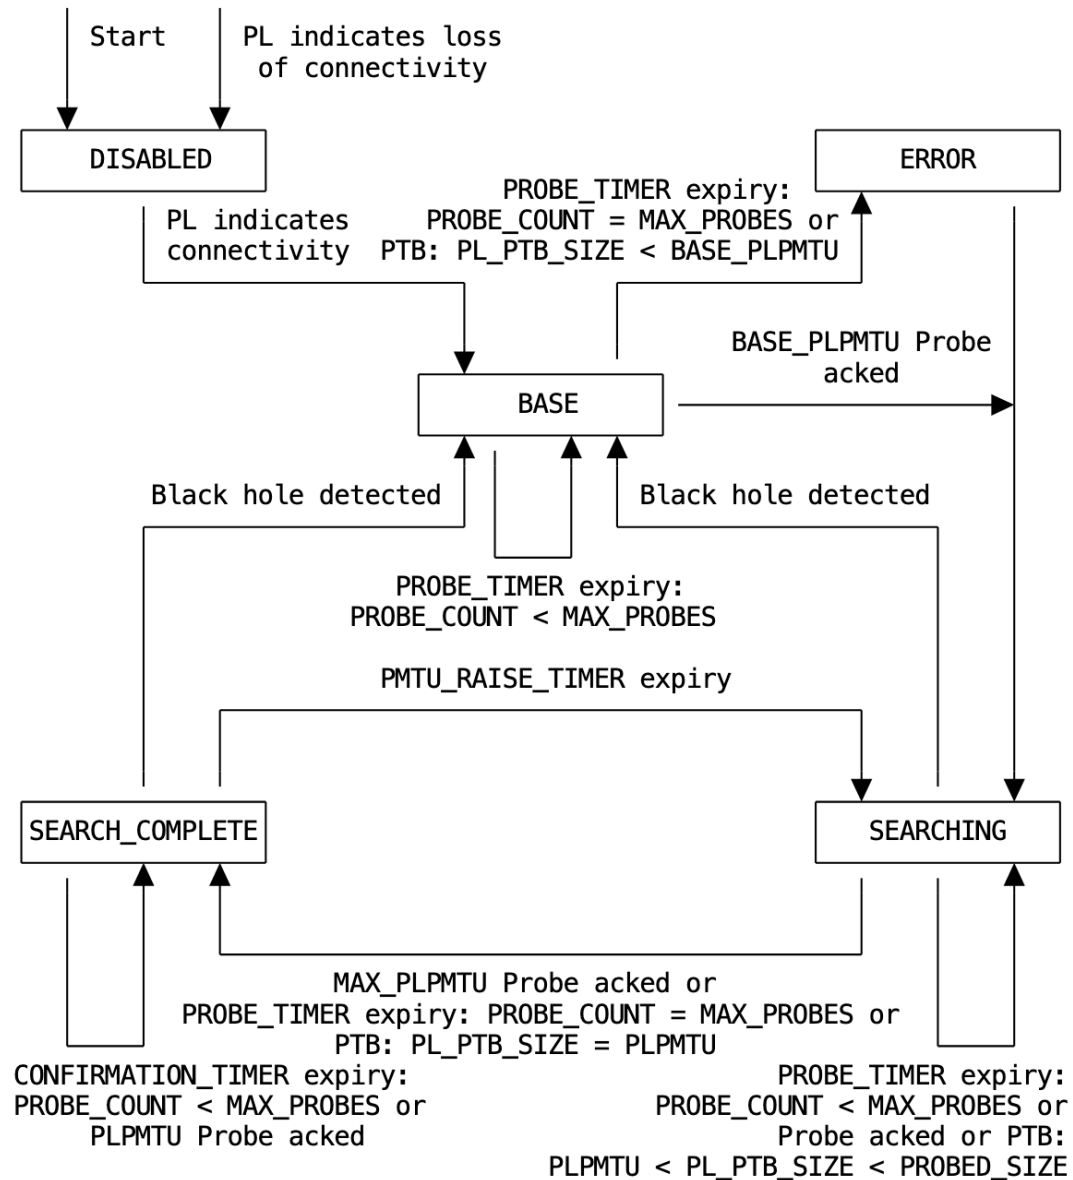 Start
PL indicates loss
of connectivity
DISABLED
ERROR
PROBE_TIMER expiry:
PROBE_COUNT = MAX_PROBES or
PTB: PL_PTB_SIZE < BASE_PLPMTU
PL indicates
connectivity
BASE_PLPMTU Probe
acked
BASE
Black hole detected
Black hole detected
PROBE_TIMER expiry:
PROBE_COUNT < MAX_PROBES
PMTU_RAISE_TIMER expiry
SEARCH_COMPLETE
SEARCHING
MAX_PLPMTU Probe acked or
PROBE_TIMER expiry: PROBE_COUNT = MAX_PROBES or
PTB: PL_PTB_SIZE = PLPMTU
CONFIRMATION_TIMER expiry:
PROBE_COUNT < MAX_PROBES or
PLPMTU Probe acked
PROBE_TIMER expiry:
PROBE_COUNT < MAX_PROBES or
Probe acked or PTB:
PLPMTU < PL_PTB_SIZE < PROBED_SIZE